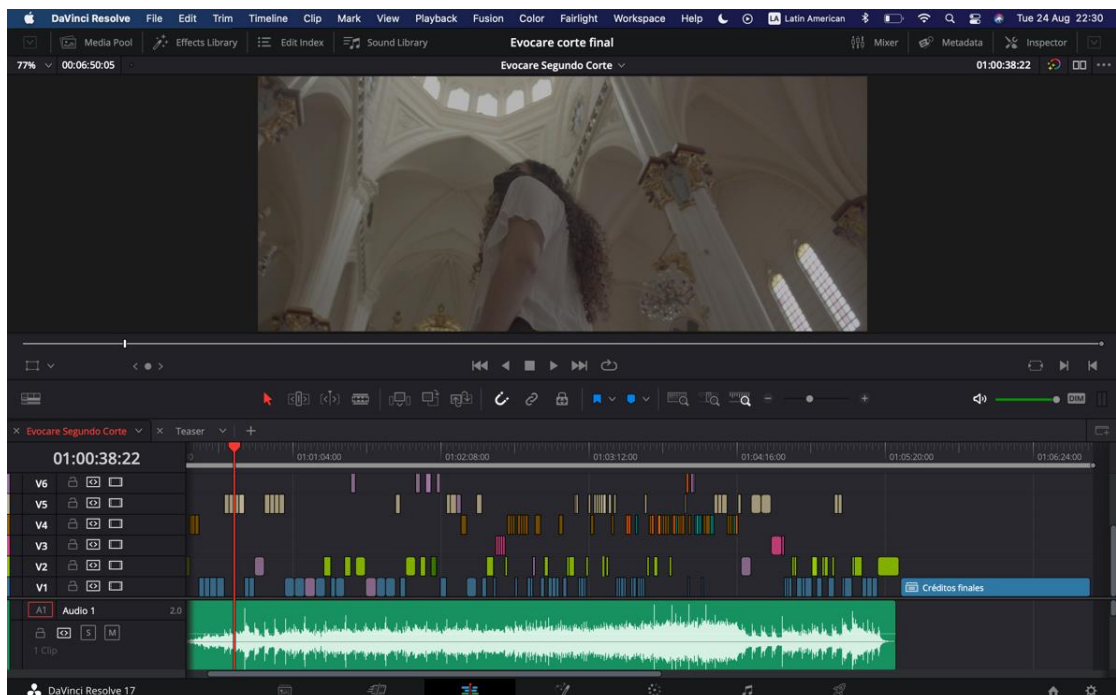 DaVinci Resolve File Edit Trim Timeline Clip Mark View Playback Fusion Color Fairlight Workspace Help LA Latin American Tue 24 Aug 22:30
Media Pool Effects Library Edit Index Sound Library Evocare corte final Mixer Metadata Inspector
77% 00:06:50:05 Evocare Segundo Corte 01:00:38:22
DIM
Evocare Segundo Corte Teaser
01:00:38:22 0 01:01:04:00 01:02:08:00 01:03:12:00 01:04:16:00 01:05:20:00 01:06:24:00
V6
V5
V4
V3
V2
V1 Créditos finales
A1 Audio 1 2.0
S M
1 Clip
DaVinci Resolve 17